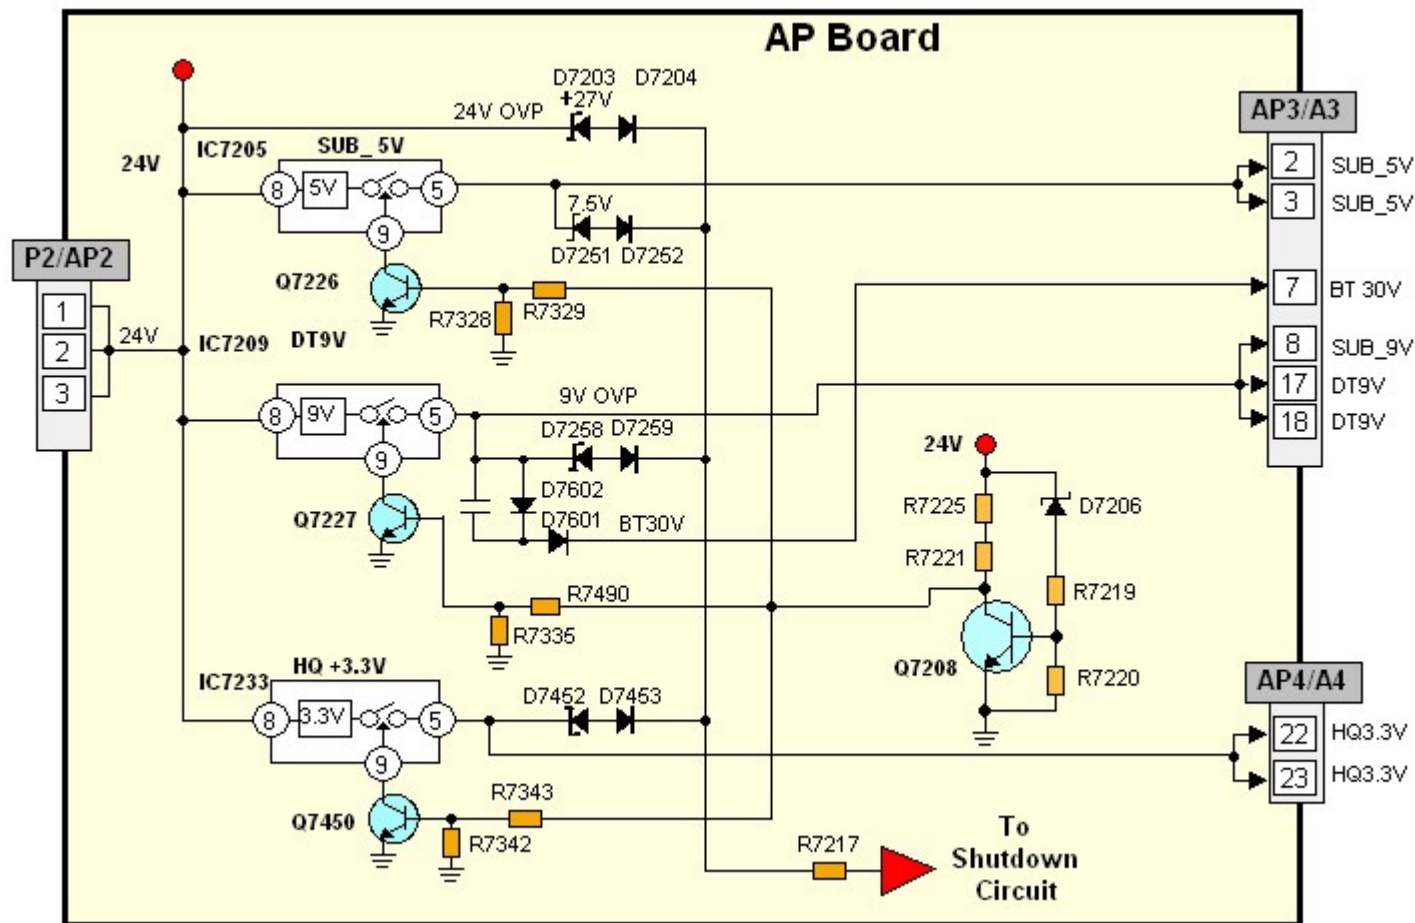 AP Board
D7203 D7204
+27V
24V OVP
AP3/A3
IC7205
SUB_ 5V
24V
8
5V
5
9
2
SUB_5V
3
SUB_5V
7.5V
D7251 D7252
P2/AP2
Q7226
R7328
R7329
7
BT 30V
1
2
3
24V
IC7209
DT9V
8
SUB_9V
17
DT9V
18
DT9V
9V OVP
8
9V
5
9
D7258 D7259
24V
D7602
D7601
BT30V
Q7227
R7225
D7206
R7221
R7490
R7219
R7335
Q7208
R7220
HQ +3.3V
IC7233
8
3.3V
5
9
D7452 D7453
AP4/A4
22
HQ3.3V
23
HQ3.3V
R7343
Q7450
R7342
R7217
To
Shutdown
Circuit